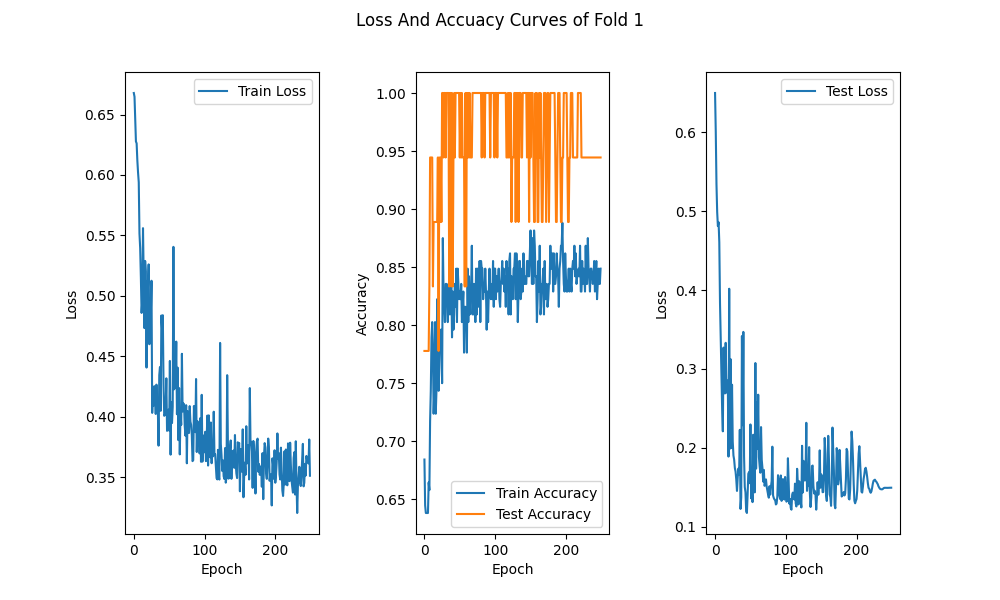 Loss And Accuacy Curves of Fold 1
Train Loss
0.65
0.60
0.55
0.50
0.45
0.40
0.35
Loss
0
100
200
Epoch
1.00
0.95
0.90
0.85
0.80
0.75
0.70
0.65
Accuracy
Train Accuracy
Test Accuracy
0
100
200
Epoch
Test Loss
0.6
0.5
0.4
0.3
0.2
0.1
Loss
0
100
200
Epoch